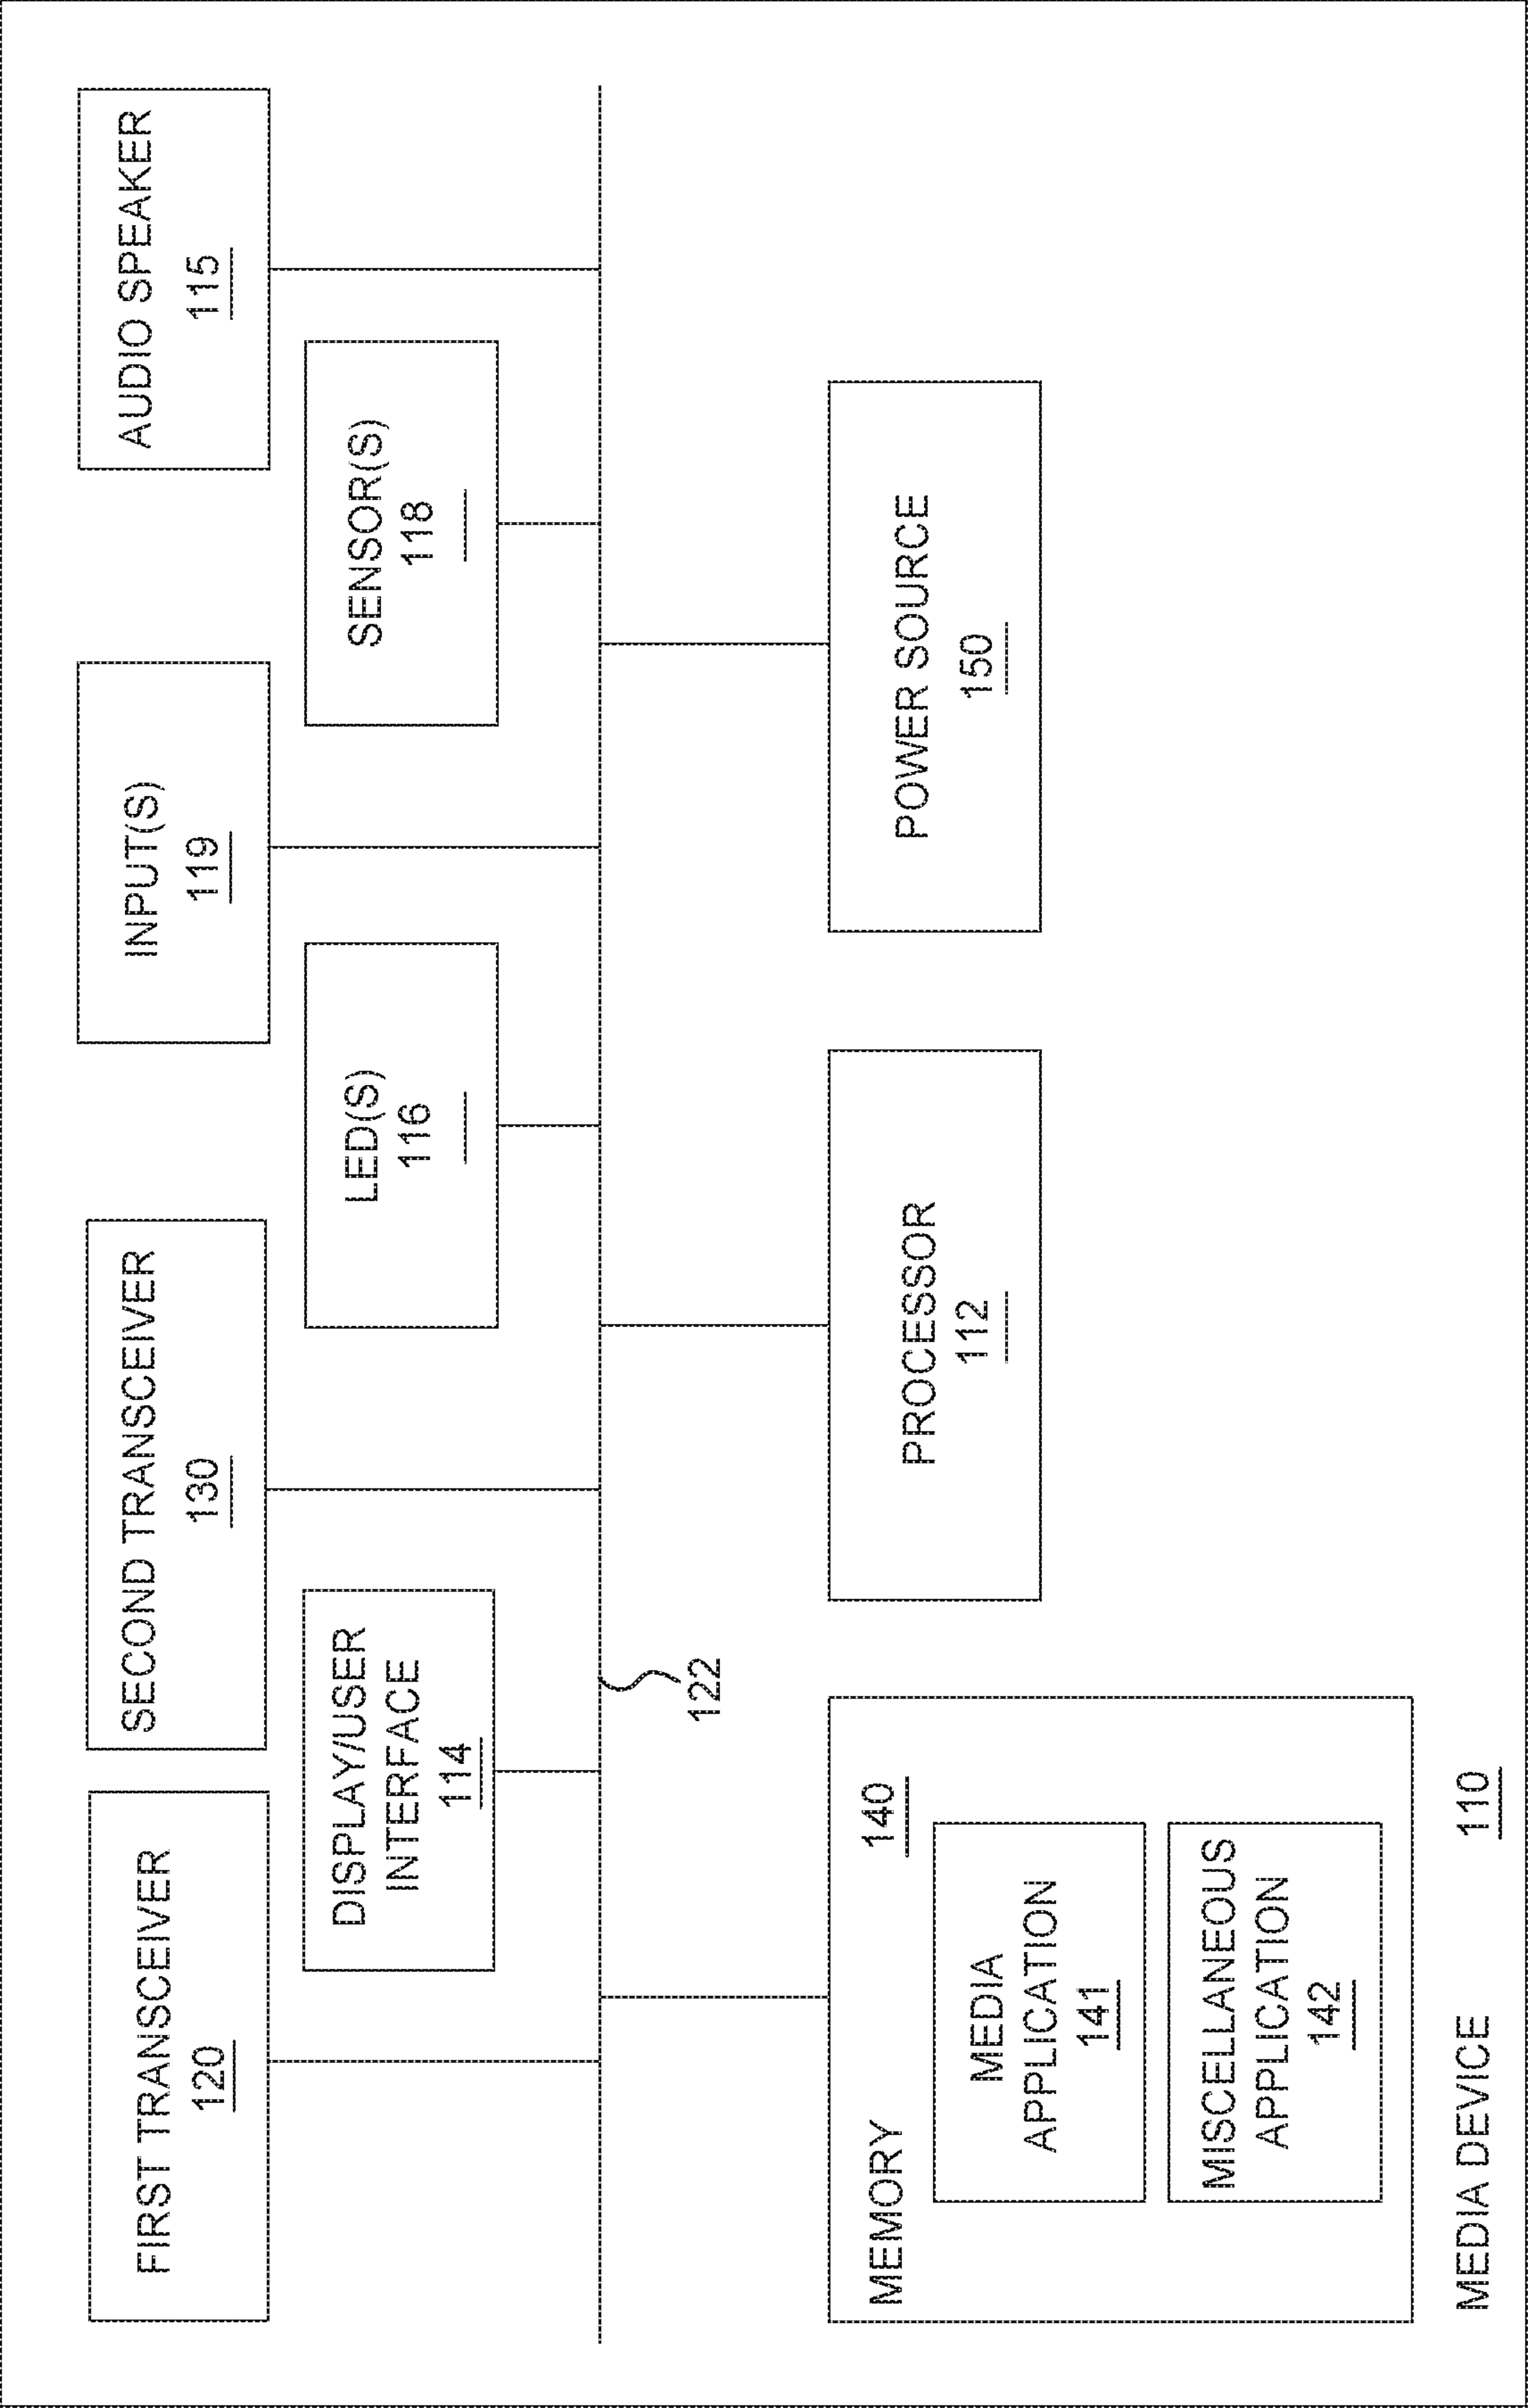 FIRST TRANSCEIVER
120
SECOND TRANSCEIVER
130
INPUT(S)
119
AUDIO SPEAKER
115
DISPLAY/USER
INTERFACE
114
LED(S)
116
SENSOR(S)
118
122
MEMORY
140
MEDIA
APPLICATION
141
MISCELLANEOUS
APPLICATION
142
PROCESSOR
112
POWER SOURCE
150
MEDIA DEVICE
110